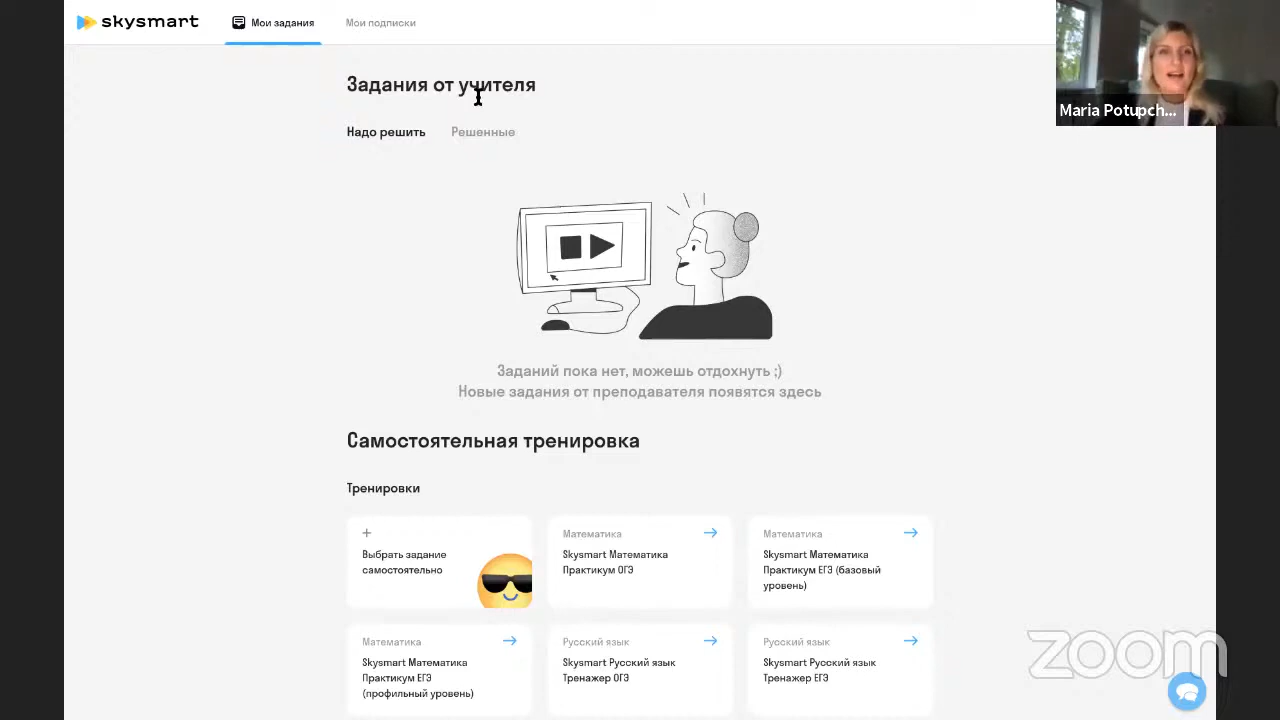 skysmart
Мои задания
Мои подписки
Maria Potupch...
Задания от учителя
Надо решить
Решенные
Заданий пока нет, можешь отдохнуть ;)
Новые задания от преподавателя появятся здесь
Самостоятельная тренировка
Тренировки
+
Выбрать задание
самостоятельно
Математика
Skysmart Математика
Практикум ОГЭ
Математика
Skysmart Математика
Практикум ЕГЭ (базовый
уровень)
Математика
Skysmart Математика
Практикум ЕГЭ
(профильный уровень)
Русский язык
Skysmart Русский язык
Тренажер ОГЭ
Русский язык
Skysmart Русский язык
Тренажер ЕГЭ
zoom